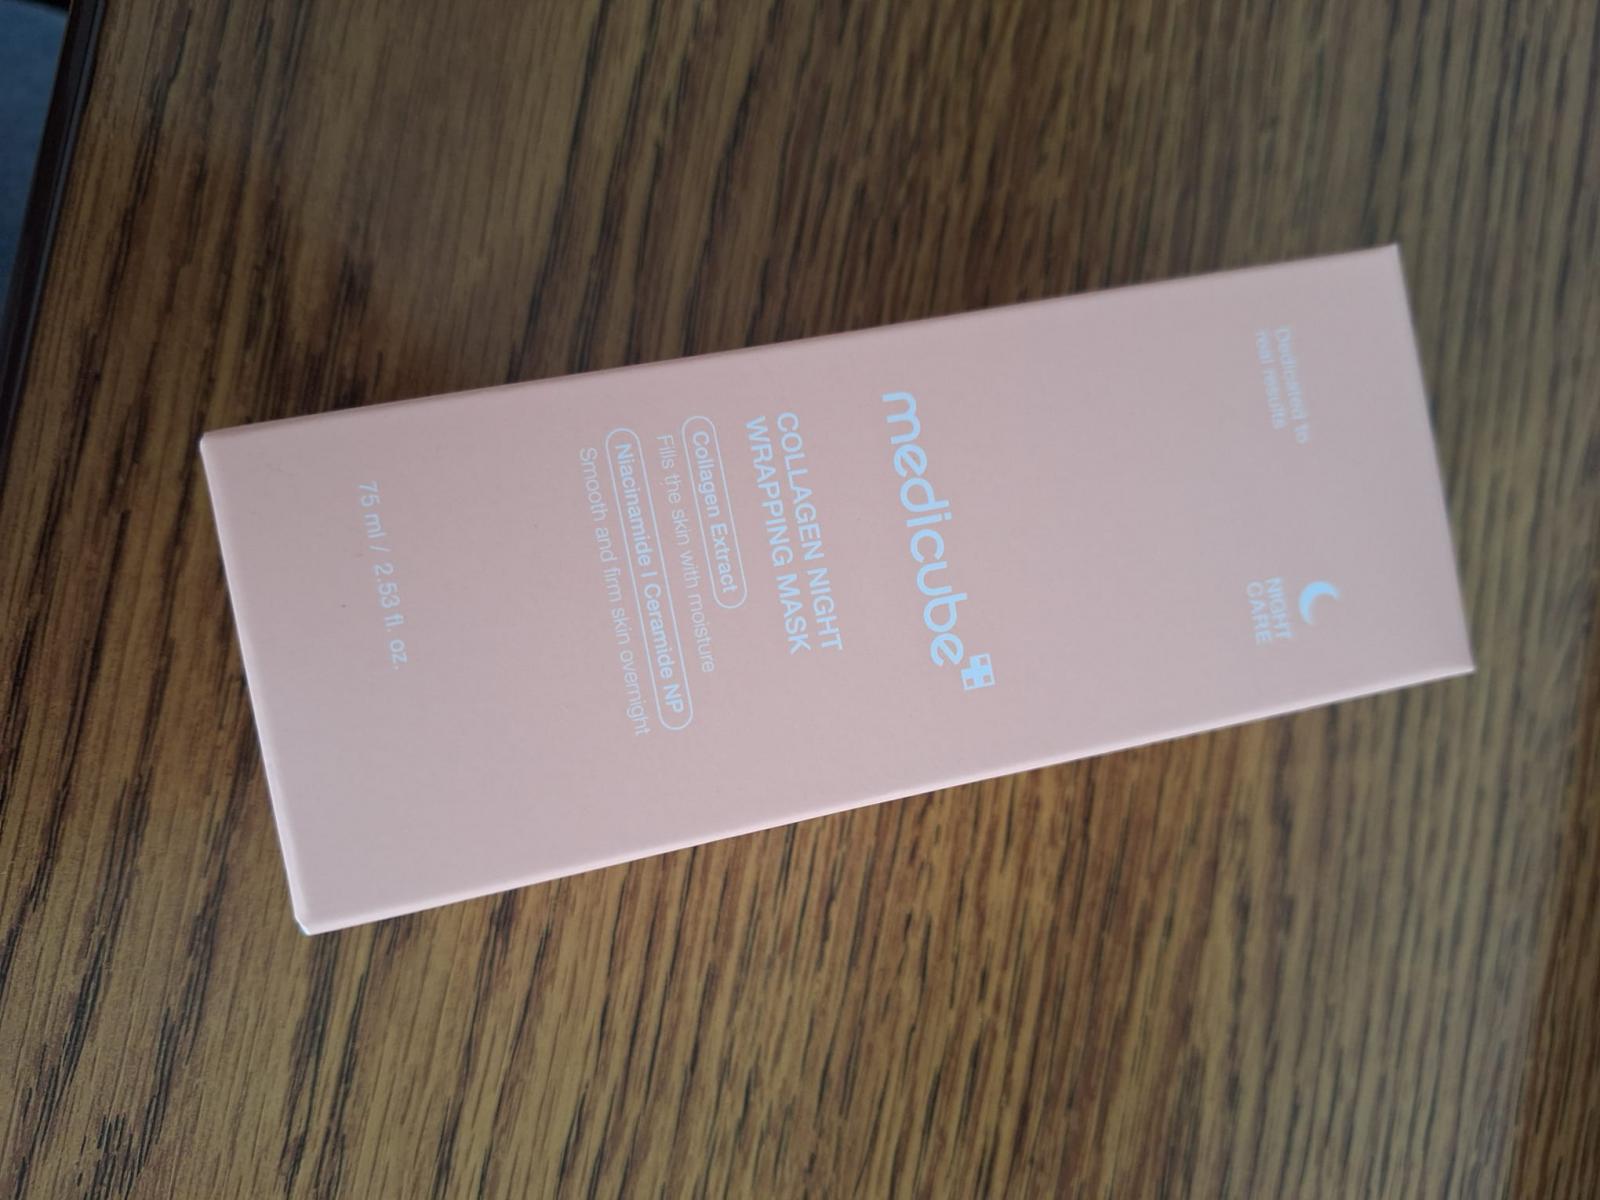 Dedicated to
real results
NIGHT
CARE
medicube
COLLAGEN NIGHT
WRAPPING MASK
Collagen Extract
Fills the skin with moisture
Niacinamide | Ceramide NP
Smooth and firm skin overnight
75 ml / 2.53 fl. oz.